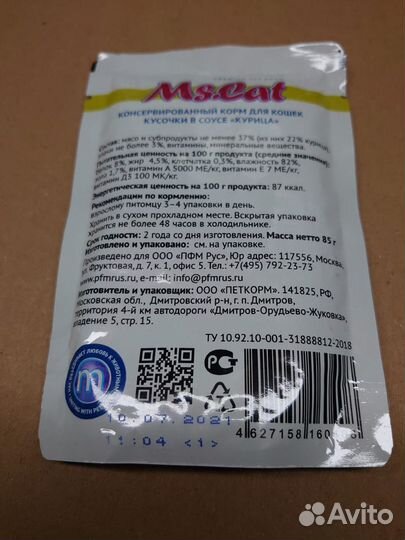 Ms.Cat
КОНСЕРВИРОВАННЫЙ КОРМ ДЛЯ КОШЕК
КУСОЧКИ В СОУСЕ «КУРИЦА»
Состав: мясо и субпродукты не менее 37% (из них 22% курицы),
не более 3%, витамины, минеральные вещества.
Питательная ценность на 100 г продукта (средние значения):
белок, 8%, жир 4,5%, клетчатка 0,3%, влажность 82%,
зола 1,7%, витамин А 5000 МЕ/кг, витамин Е 7 МЕ/кг,
витамин Д3 100 МК/кг.
Энергетическая ценность на 100 г продукта: 87 ккал.
Рекомендации по кормлению:
взрослому питомцу 3–4 упаковки в день.
Хранить в сухом прохладном месте. Вскрытая упаковка
хранится не более 48 часов в холодильнике.
Срок годности: 2 года со дня изготовления. Масса нетто 85 г
Изготовлено и упаковано: см. на упаковке.
Произведено для ООО «ПФМ Рус», Юр адрес: 117556, Москва,
ул. Фруктовая, д. 7, к. 1, офис 5. Тел.: +7(495) 792-23-73
www.pfmrus.ru, e-mail: info@pfmrus.ru
Изготовитель и упаковщик: ООО «ПЕТКОРМ». 141825, РФ,
Московская обл., Дмитровский р-н, г. п. Дмитров,
территория 4-й км автодороги «Дмитров-Орудьево-Жуковка»,
владение 5, стр. 15.
ТУ 10.92.10-001-31888812-2018
m
ЕАС
10.07.2021
11:04 <1>
4 627158 160
Avito